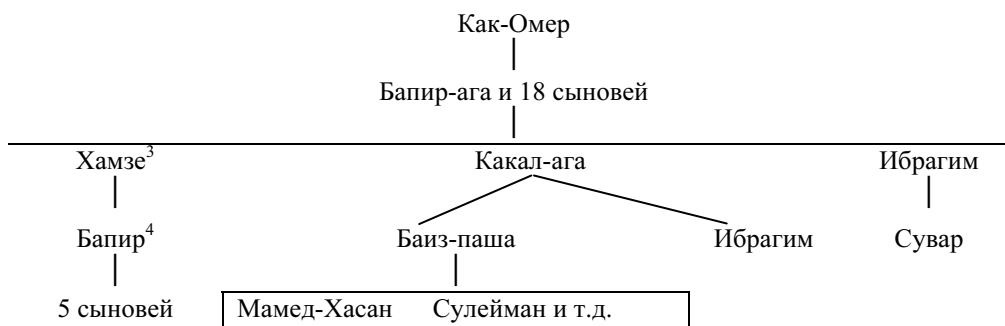 Как-Омер
Бапир-ага и 18 сыновей
Хамзе³ Какал-ага Ибрагим
Бапир⁴ Баиз-паша Ибрагим Сувар
5 сыновей Мамед-Хасан Сулейман и т.д.